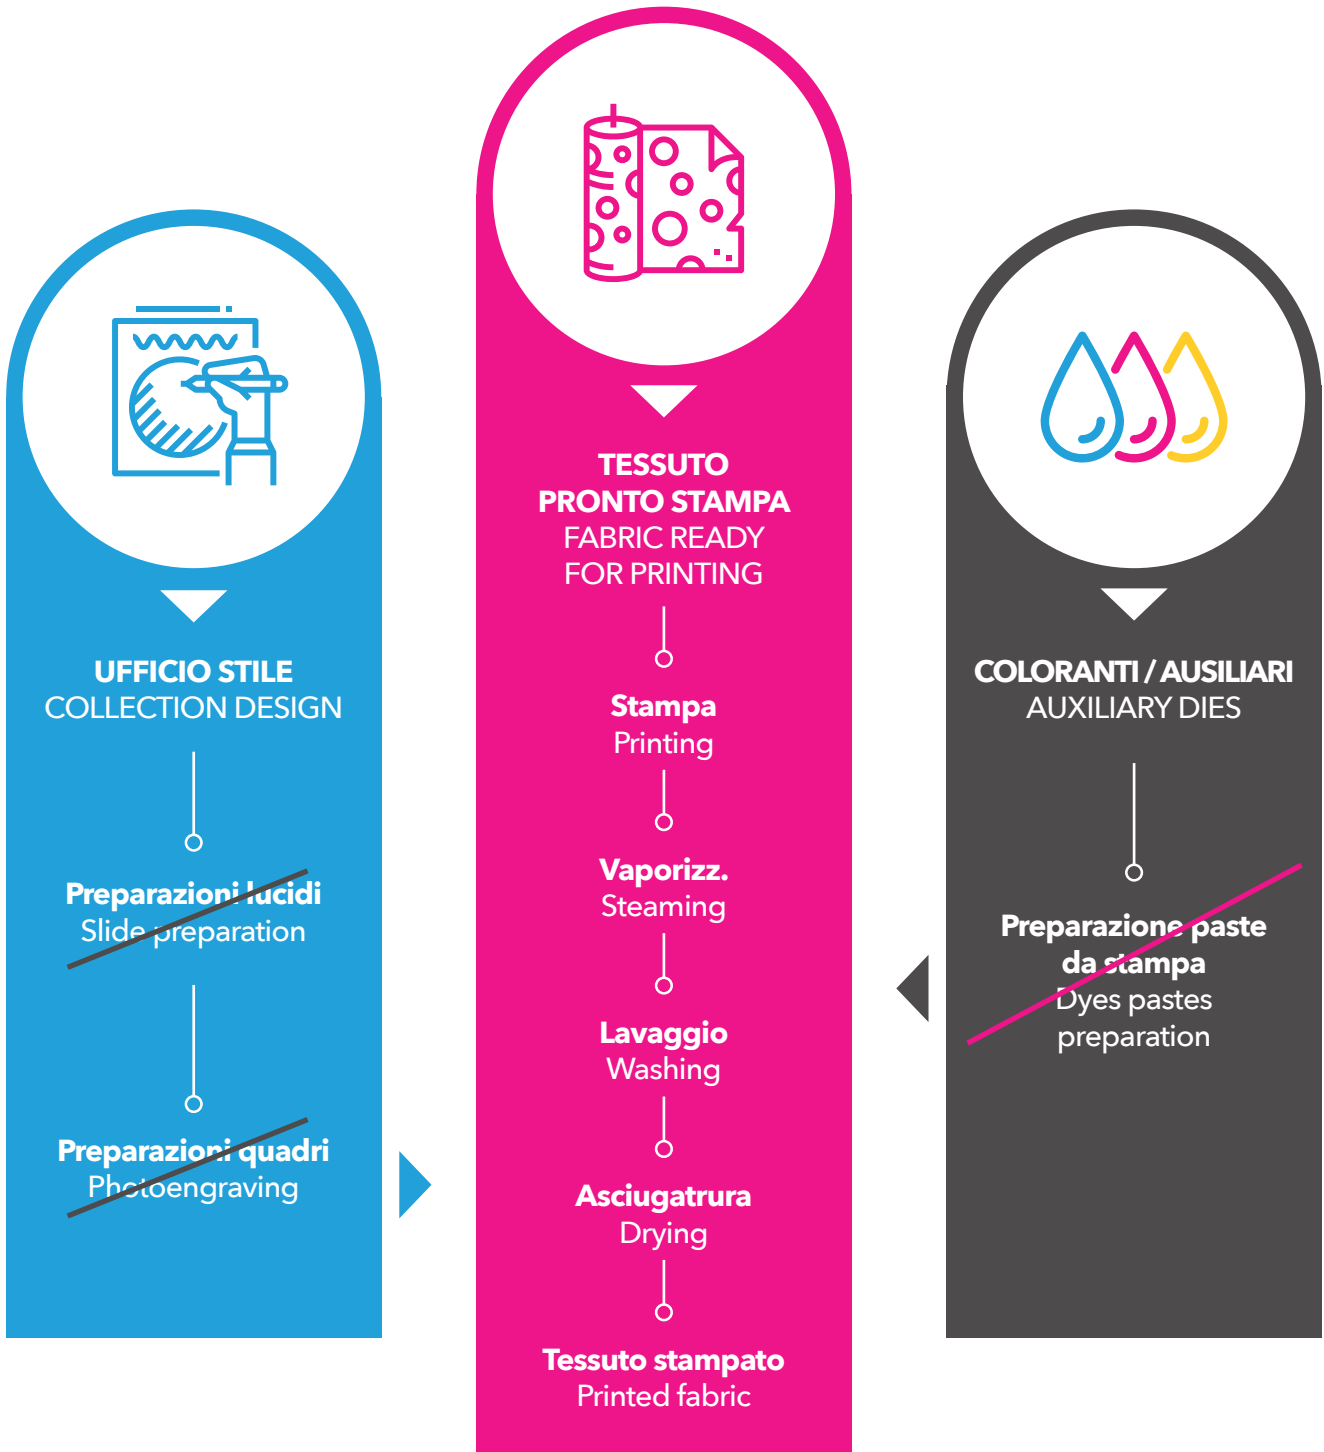 UFFICIO STILE
COLLECTION DESIGN
Preparazioni lucidi
Slide preparation
Preparazioni quadri
Photoengraving
TESSUTO
PRONTO STAMPA
FABRIC READY
FOR PRINTING
Stampa
Printing
Vaporizz.
Steaming
Lavaggio
Washing
Asciugatrura
Drying
Tessuto stampato
Printed fabric
COLORANTI / AUSILIARI
AUXILIARY DIES
Preparazione paste
da stampa
Dyes pastes
preparation